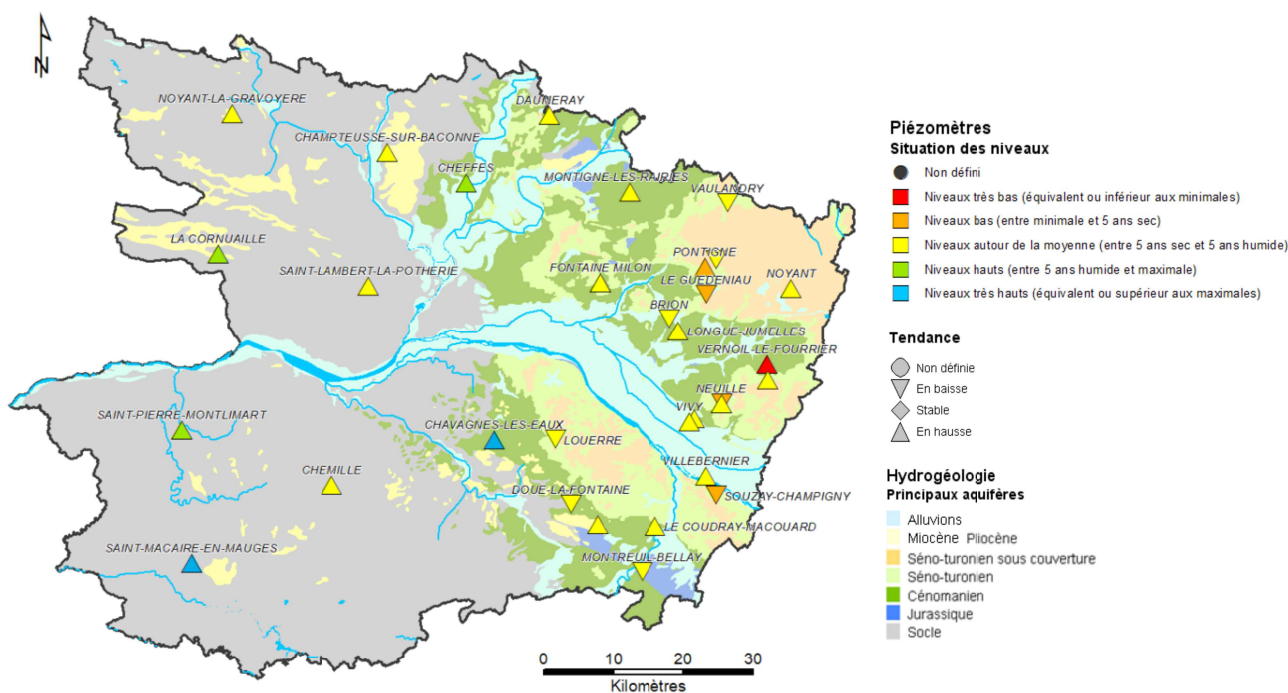 N
NOYANT-LA-GRAVOYERE
DAUMERAY
CHAMPTEUSSE-SUR-BACONNE
CHEFFES
MONTIGNE-LES-RAIRIES
VAULANDRY
LA CORNUAILLE
SAINT-LAMBERT-LA-POTHERIE
FONTAINE MILON
PONTIGNE
LE GUEDENIAU
NOYANT
BRION
LONGUE-JUMELLES
VERNOIL-LE-FOURRIER
SAINT-PIERRE-MONTLIMART
CHAVAGNES-LES-EAUX
NEUILLE
VIVY
LOUERRE
CHEMILLE
VILLEBERNIER
DOUE-LA-FONTAINE
SOUZAY-CHAMPIGNY
LE COUDRAY-MACOUARD
SAINT-MACAIRE-EN-MAUGES
MONTREUIL-BELLAY
0 10 20 30
Kilomètres
Piézomètres
Situation des niveaux
Non défini
Niveaux très bas (équivalent ou inférieur aux minimales)
Niveaux bas (entre minimale et 5 ans sec)
Niveaux autour de la moyenne (entre 5 ans sec et 5 ans humide)
Niveaux hauts (entre 5 ans humide et maximale)
Niveaux très hauts (équivalent ou supérieur aux maximales)
Tendance
Non définie
En baisse
Stable
En hausse
Hydrogéologie
Principaux aquifères
Alluvions
Miocène Pliocène
Séno-turonien sous couverture
Séno-turonien
Cénomanien
Jurassique
Socle